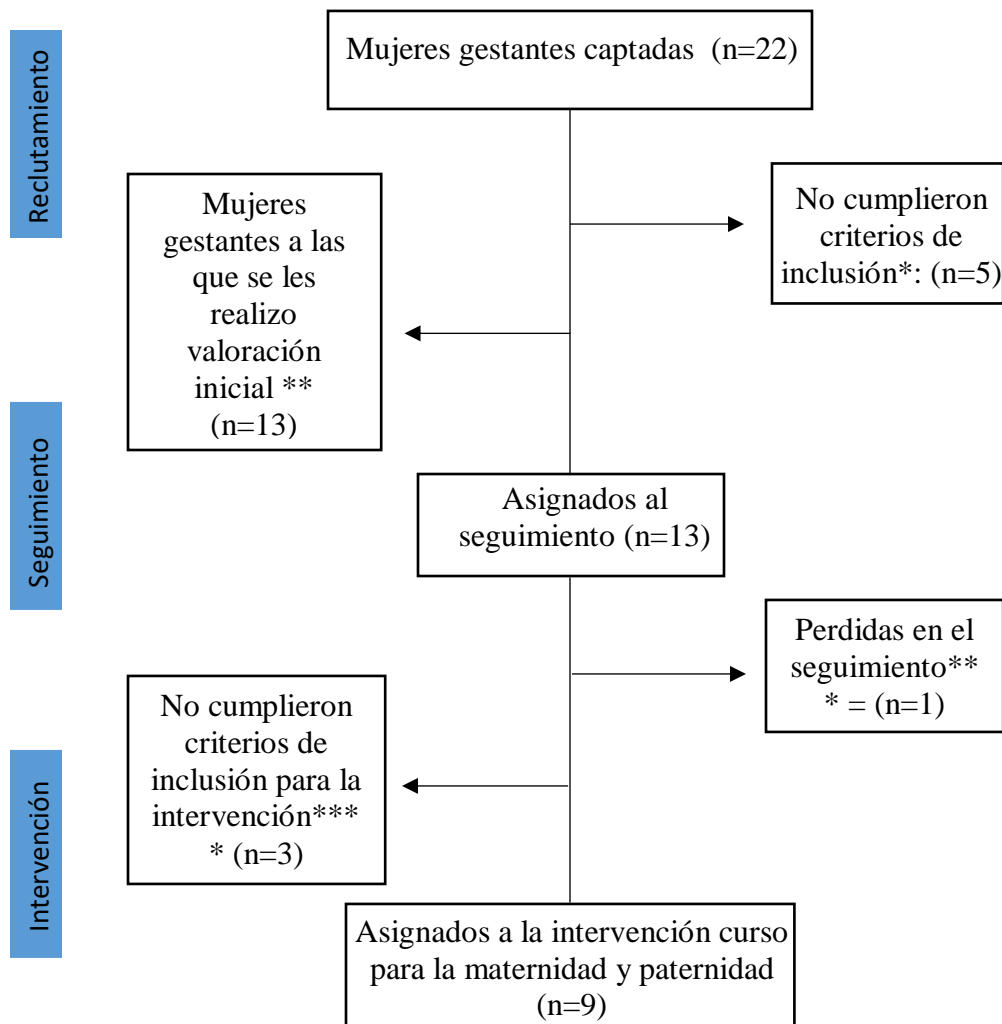 Reclutamiento
Mujeres gestantes captadas (n=22)
No cumplieron
criterios de
inclusión*: (n=5)
Mujeres
gestantes a las
que se les
realizo
valoración
inicial **
(n=13)
Seguimiento
Asignados al
seguimiento (n=13)
Perdidas en el
seguimiento**
* = (n=1)
No cumplieron
criterios de
inclusión para la
intervención***
* (n=3)
Intervención
Asignados a la intervención curso
para la maternidad y paternidad
(n=9)